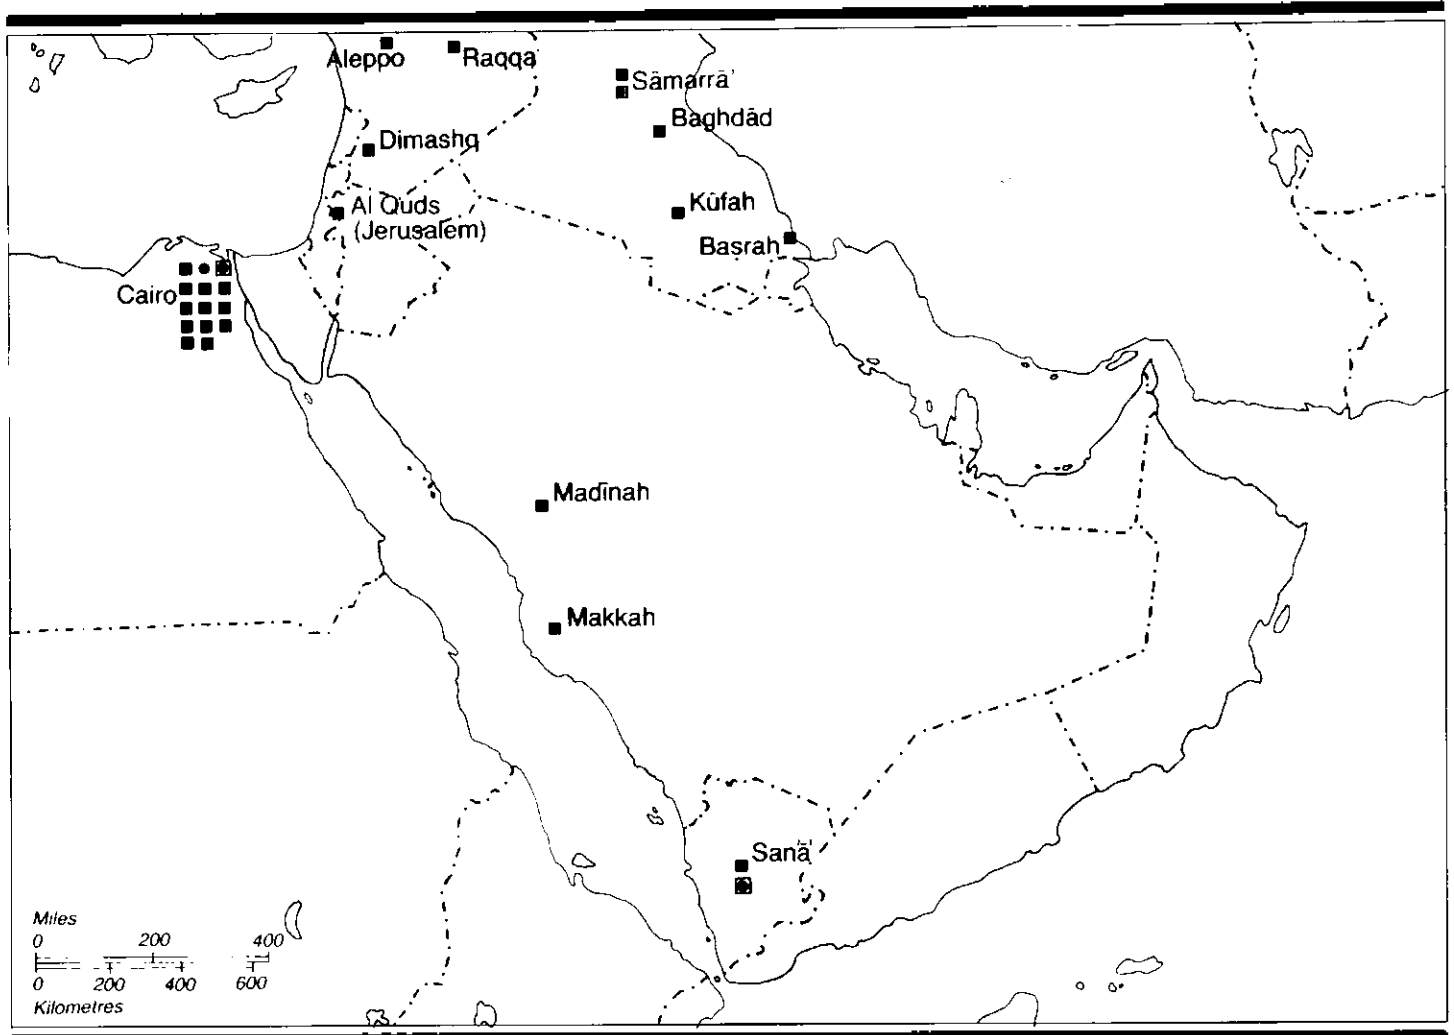 Aleppo
Raqqa
Sāmarrā'
Baghdād
Dimashq
Al Quds
(Jerusalem)
Kūfah
Basrah
Cairo
Madīnah
Makkah
Sanā'
Miles
0 200 400
0 200 400 600
Kilometres